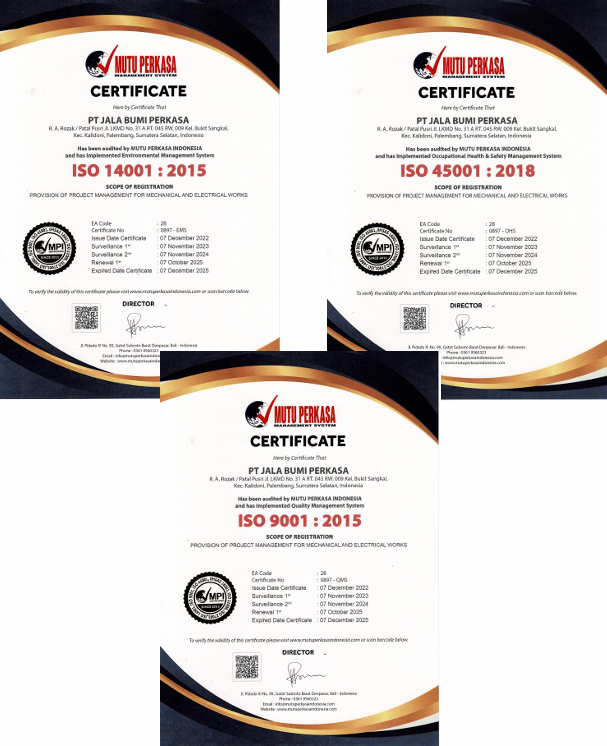 MUTU PERKASA
MANAGEMENT SYSTEM
CERTIFICATE
Here by Certificate That
PT JALA BUMI PERKASA
R. A. Rozak / Patal Pusri Jl. LKMD No. 31 A RT. 045 RW. 009 Kel. Bukit Sangkal,
Kec. Kalidoni, Palembang, Sumatera Selatan, Indonesia
Has been audited by MUTU PERKASA INDONESIA
and has Implemented Environmental Management System
ISO 14001 : 2015
SCOPE OF REGISTRATION
PROVISION OF PROJECT MANAGEMENT FOR MECHANICAL AND ELECTRICAL WORKS
MPI
SINCE 2013
EA Code : 28
Certificate No : 0897 - EMS
Issue Date Certificate : 07 December 2022
Surveillance 1st : 07 November 2023
Surveillance 2nd : 07 November 2024
Renewal 1st : 07 October 2025
Expired Date Certificate : 07 December 2025
To verify the validity of this certificate please visit www.mutuperkasaindonesia.com or scan barcode below.
DIRECTOR
Jl. Pidada XI No. 9X, Gatot Subroto Barat Denpasar, Bali - Indonesia
Phone : 0361 9060323
Email : info@mutuperkasaindones
Website : www.mutuperkasaind
MUTU PERKASA
MANAGEMENT SYSTEM
CERTIFICATE
Here by Certificate That
PT JALA BUMI PERKASA
R. A. Rozak / Patal Pusri Jl. LKMD No. 31 A RT. 045 RW. 009 Kel. Bukit Sangkal,
Kec. Kalidoni, Palembang, Sumatera Selatan, Indonesia
Has been audited by MUTU PERKASA INDONESIA
and has Implemented Occupational Health & Safety Management System
ISO 45001 : 2018
SCOPE OF REGISTRATION
PROVISION OF PROJECT MANAGEMENT FOR MECHANICAL AND ELECTRICAL WORKS
MPI
SINCE 2013
EA Code : 28
Certificate No : 0897 - OHS
Issue Date Certificate : 07 December 2022
Surveillance 1st : 07 November 2023
Surveillance 2nd : 07 November 2024
Renewal 1st : 07 October 2025
Expired Date Certificate : 07 December 2025
To verify the validity of this certificate please visit www.mutuperkasaindonesia.com or scan barcode below.
DIRECTOR
Jl. Pidada XI No. 9X, Gatot Subroto Barat Denpasar, Bali - Indonesia
Phone : 0361 9060323
: info@mutuperkasaindonesia.com
: www.mutuperkasaindonesia.com
MUTU PERKASA
MANAGEMENT SYSTEM
CERTIFICATE
Here by Certificate That
PT JALA BUMI PERKASA
R. A. Rozak / Patal Pusri Jl. LKMD No. 31 A RT. 045 RW. 009 Kel. Bukit Sangkal,
Kec. Kalidoni, Palembang, Sumatera Selatan, Indonesia
Has been audited by MUTU PERKASA INDONESIA
and has Implemented Quality Management System
ISO 9001 : 2015
SCOPE OF REGISTRATION
PROVISION OF PROJECT MANAGEMENT FOR MECHANICAL AND ELECTRICAL WORKS
MPI
SINCE 2013
EA Code : 28
Certificate No : 0897 - QMS
Issue Date Certificate : 07 December 2022
Surveillance 1st : 07 November 2023
Surveillance 2nd : 07 November 2024
Renewal 1st : 07 October 2025
Expired Date Certificate : 07 December 2025
To verify the validity of this certificate please visit www.mutuperkasaindonesia.com or scan barcode below.
DIRECTOR
Jl. Pidada XI No. 9X, Gatot Subroto Barat Denpasar, Bali - Indonesia
Phone : 0361 9060323
Email : info@mutuperkasaindonesia.com
Website : www.mutuperkasaindonesia.com